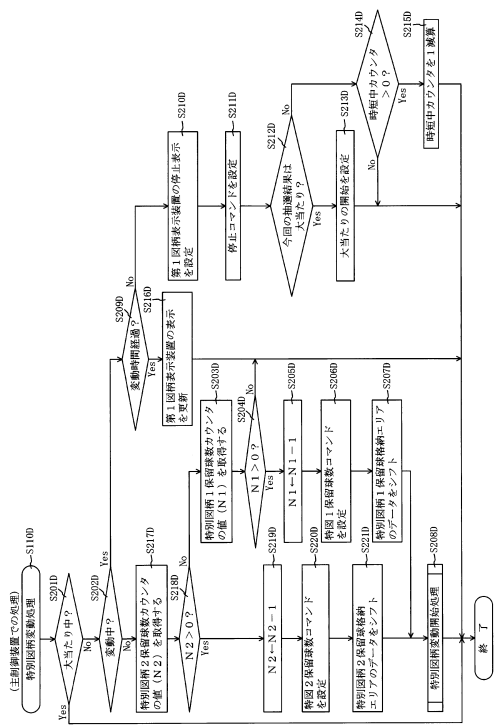 (主制御装置での処理)
特別図柄変動処理
S110D
S201D
大当たり中?
Yes
No
S202D
変動中?
Yes
No
S217D
特別図柄2保留球数カウンタ
の値(N2)を取得する
S218D
N2>0?
No
Yes
S219D
N2←N2-1
S220D
特図2保留球数コマンド
を設定
S221D
特別図柄2保留球格納
エリアのデータをシフト
S203D
特別図柄1保留球数カウンタ
の値(N1)を取得する
S204D
N1>0?
No
Yes
S205D
N1←N1-1
S206D
特図1保留球数コマンド
を設定
S207D
特別図柄1保留球格納エリア
のデータをシフト
S208D
特別図柄変動開始処理
S209D
変動時間経過?
No
Yes
S216D
第1図柄表示装置の表示
を更新
S210D
第1図柄表示装置の停止表示
を設定
S211D
停止コマンドを設定
S212D
今回の抽選結果は
大当たり?
No
Yes
S213D
大当たりの開始を設定
S214D
時短中カウンタ
>0?
No
Yes
S215D
時短中カウンタを1減算
終了